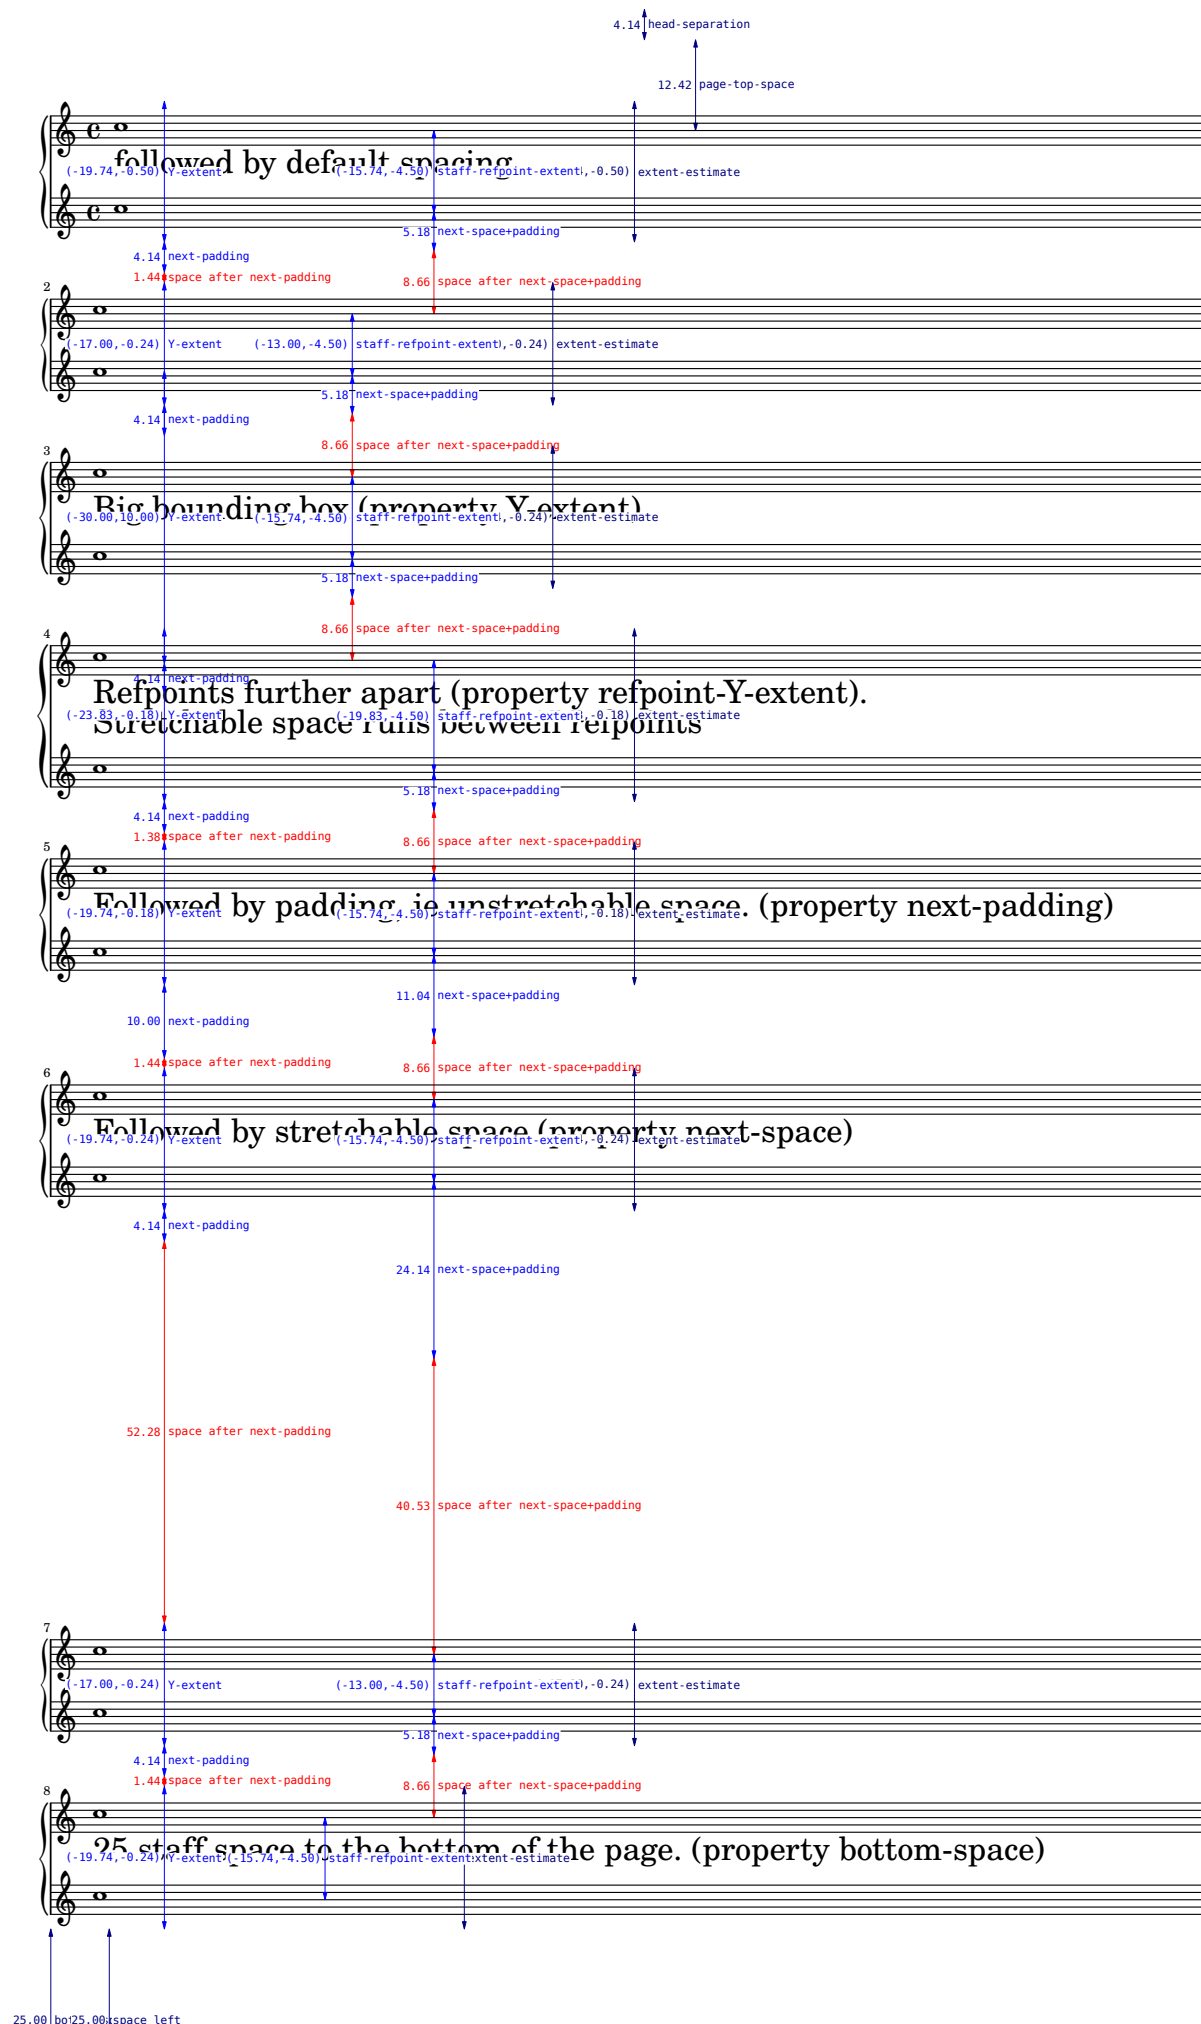 4.14 head-separation
12.42 page-top-space
followed by default spacing
(-19.74,-0.50) Y-extent (-15.74,-4.50) staff-refpoint-extent ,-0.50) extent-estimate
5.18 next-space+padding
4.14 next-padding
1.44 space after next-padding
8.66 space after next-space+padding
2
(-17.00,-0.24) Y-extent (-13.00,-4.50) staff-refpoint-extent ,-0.24) extent-estimate
5.18 next-space+padding
4.14 next-padding
8.66 space after next-space+padding
3
Big bounding box (property Y-extent)
(-30.00,10.00) Y-extent (-15.74,-4.50) staff-refpoint-extent ,-0.24) extent-estimate
5.18 next-space+padding
8.66 space after next-space+padding
4
4.14 next-padding
Refpoints further apart (property refpoint-Y-extent).
Stretchable space runs between refpoints
(-23.83,-0.18) Y-extent (-19.83,-4.50) staff-refpoint-extent ,-0.18) extent-estimate
5.18 next-space+padding
4.14 next-padding
1.38 space after next-padding
8.66 space after next-space+padding
5
Followed by padding, ie unstretchable space. (property next-padding)
(-19.74,-0.18) Y-extent (-15.74,-4.50) staff-refpoint-extent ,-0.18) extent-estimate
11.04 next-space+padding
10.00 next-padding
1.44 space after next-padding
8.66 space after next-space+padding
6
Followed by stretchable space (property next-space)
(-19.74,-0.24) Y-extent (-15.74,-4.50) staff-refpoint-extent ,-0.24) extent-estimate
4.14 next-padding
24.14 next-space+padding
52.28 space after next-padding
40.53 space after next-space+padding
7
(-17.00,-0.24) Y-extent (-13.00,-4.50) staff-refpoint-extent ,-0.24) extent-estimate
5.18 next-space+padding
4.14 next-padding
1.44 space after next-padding
8.66 space after next-space+padding
8
25 staff space to the bottom of the page. (property bottom-space)
(-19.74,-0.24) Y-extent (-15.74,-4.50) staff-refpoint-extent extent-estimate
25.00 25.00 space left